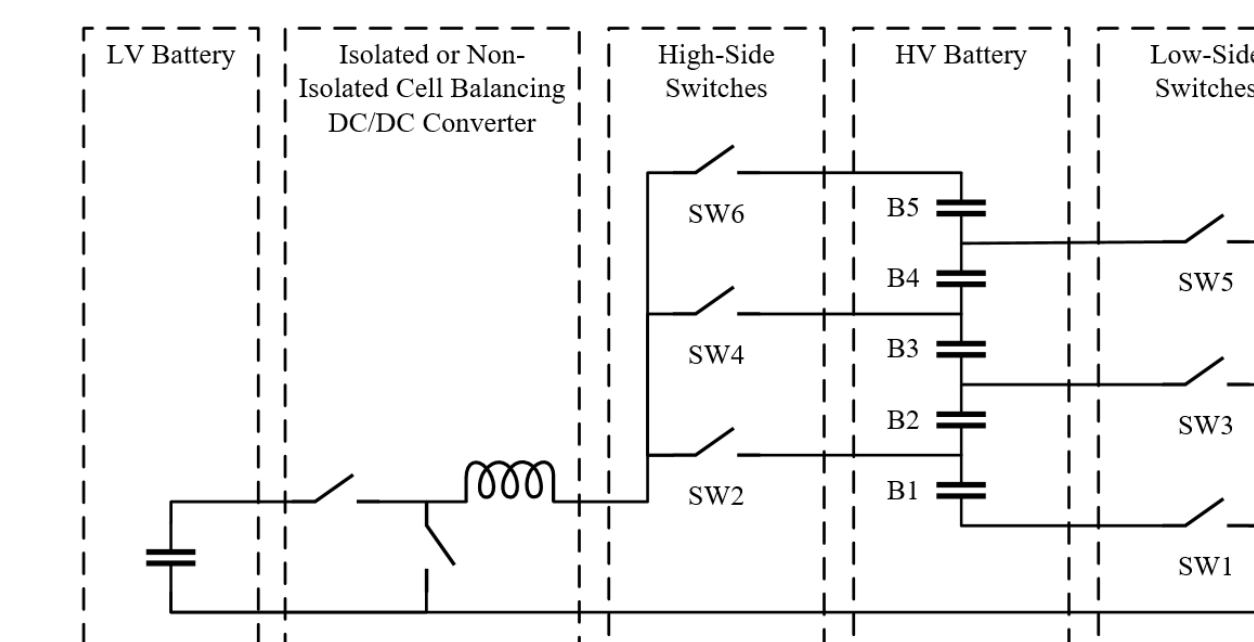 LV Battery
Isolated or Non-
Isolated Cell Balancing
DC/DC Converter
High-Side
Switches
HV Battery
Low-Side
Switches
SW6
SW4
SW2
B5
B4
B3
B2
B1
SW5
SW3
SW1